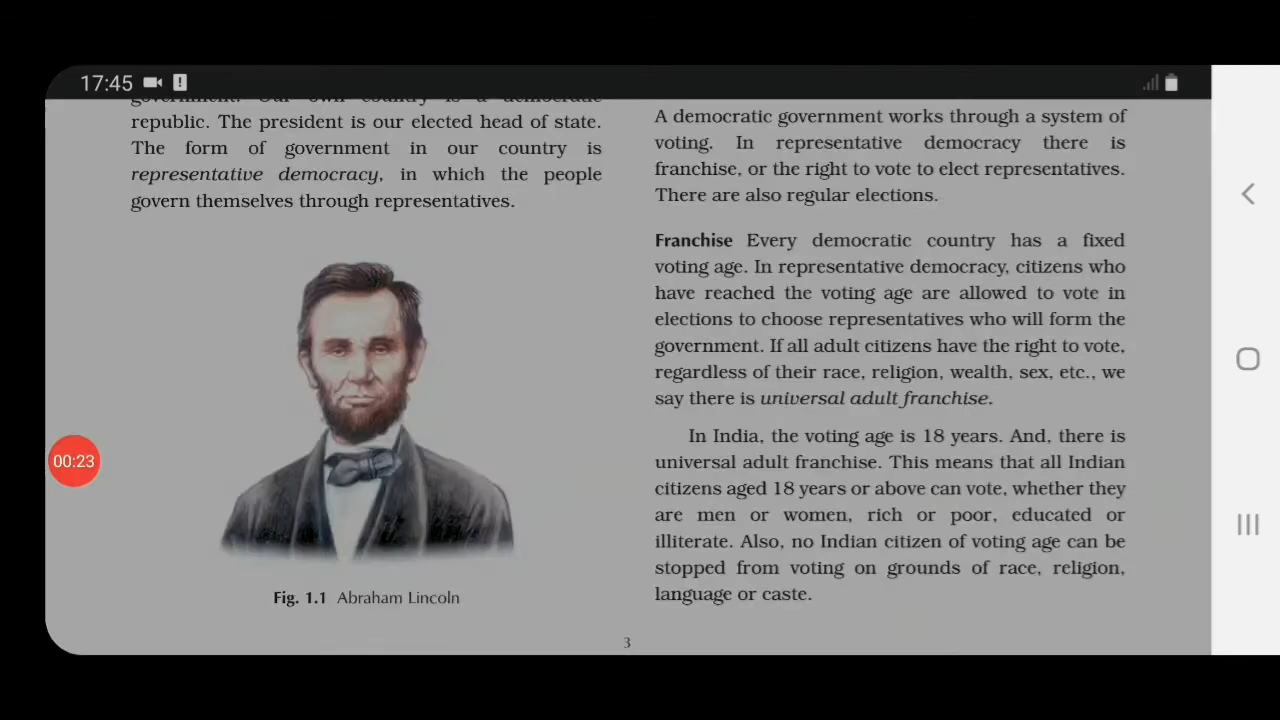 17:45
government. Our own country is a democratic
republic. The president is our elected head of state.
The form of government in our country is
representative democracy, in which the people
govern themselves through representatives.
Fig. 1.1 Abraham Lincoln
A democratic government works through a system of
voting. In representative democracy there is
franchise, or the right to vote to elect representatives.
There are also regular elections.
Franchise Every democratic country has a fixed
voting age. In representative democracy, citizens who
have reached the voting age are allowed to vote in
elections to choose representatives who will form the
government. If all adult citizens have the right to vote,
regardless of their race, religion, wealth, sex, etc., we
say there is universal adult franchise.
In India, the voting age is 18 years. And, there is
universal adult franchise. This means that all Indian
citizens aged 18 years or above can vote, whether they
are men or women, rich or poor, educated or
illiterate. Also, no Indian citizen of voting age can be
stopped from voting on grounds of race, religion,
language or caste.
3
00:23